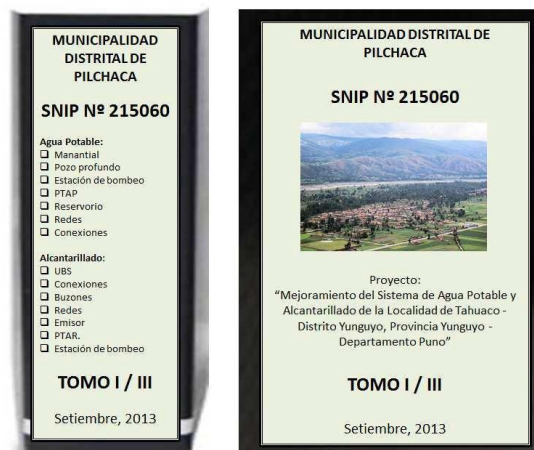 MUNICIPALIDAD
DISTRITAL DE
PILCHACA
SNIP Nº 215060
Agua Potable:
❑ Manantial
❑ Pozo profundo
❑ Estación de bombeo
❑ PTAP
❑ Reservorio
❑ Redes
❑ Conexiones
Alcantarillado:
❑ UBS
❑ Conexiones
❑ Buzones
❑ Redes
❑ Emisor
❑ PTAR.
❑ Estación de bombeo
TOMO I / III
Setiembre, 2013
MUNICIPALIDAD DISTRITAL DE
PILCHACA
SNIP Nº 215060
Proyecto:
“Mejoramiento del Sistema de Agua Potable y
Alcantarillado de la Localidad de Tahuaco -
Distrito Yunguyo, Provincia Yunguyo -
Departamento Puno”
TOMO I / III
Setiembre, 2013